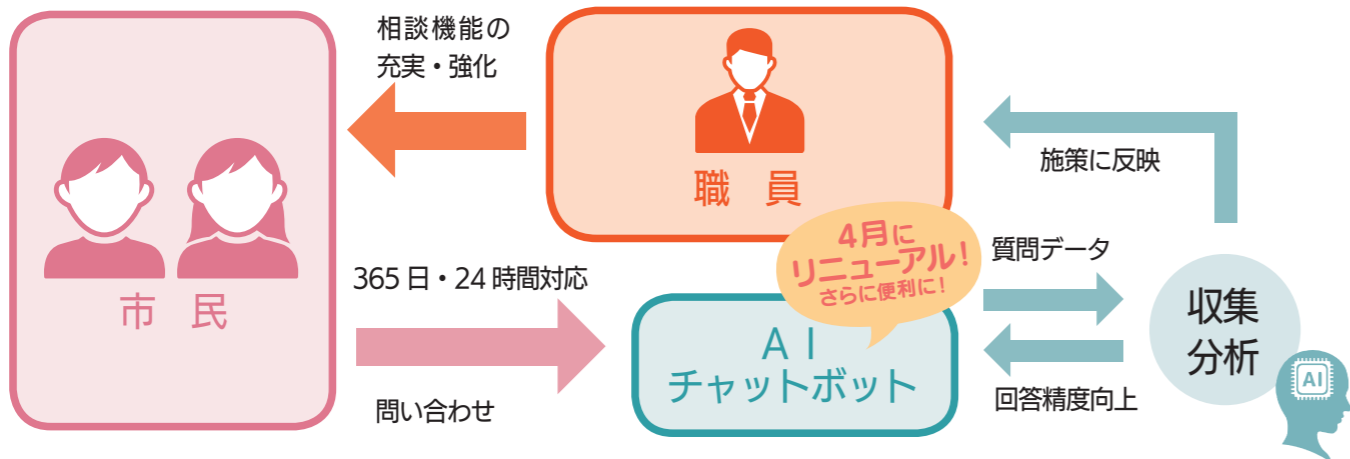 相談機能の
充実・強化
職 員
施策に反映
4月に
リニューアル!
さらに便利に!
質問データ
365日・24時間対応
市 民
収集
分析
AI
チャットボット
AI
回答精度向上
問い合わせ